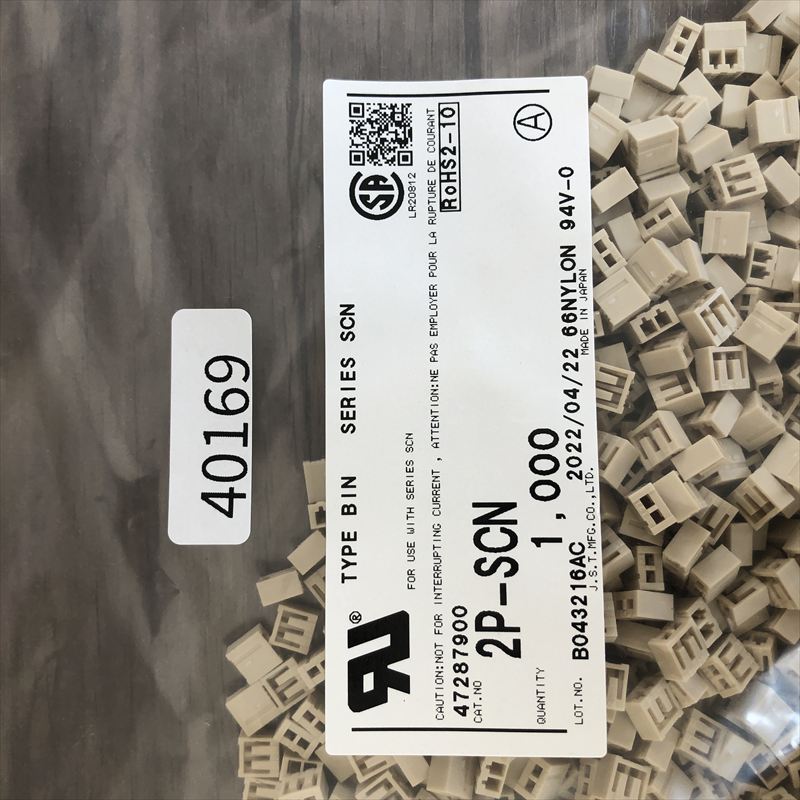 40169
TYPE BIN SERIES SCN
FOR USE WITH SERIES SCN
LR20812
CAUTION:NOT FOR INTERRUPTING CURRENT , ATTENTION:NE PAS EMPLOYER POUR LA RUPTURE DE COURANT
47287900
RoHS2-10
CAT.NO 2P-SCN
QUANTITY 1,000
A
LOT.NO. B043216AC 2022/04/22 66NYLON 94V-0
J.S.T.MFG.CO.,LTD. MADE IN JAPAN